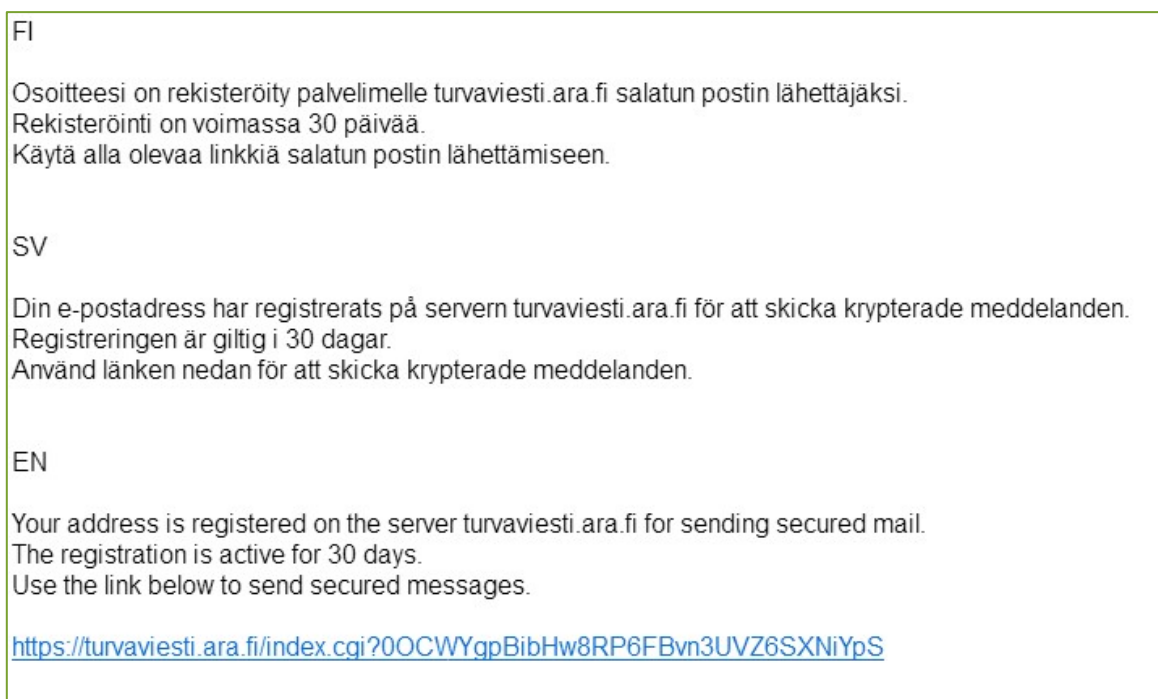 FI
Osoitteesi on rekisteröity palvelimelle turvaviesti.ara.fi salatun postin lähettäjäksi.
Rekisteröinti on voimassa 30 päivää.
Käytä alla olevaa linkkiä salatun postin lähettämiseen.
SV
Din e-postadress har registrerats på servern turvaviesti.ara.fi för att skicka krypterade meddelanden.
Registreringen är giltig i 30 dagar.
Använd länken nedan för att skicka krypterade meddelanden.
EN
Your address is registered on the server turvaviesti.ara.fi for sending secured mail.
The registration is active for 30 days.
Use the link below to send secured messages.
https://turvaviesti.ara.fi/index.cgi?0OCWYgpBibHw8RP6FBvn3UVZ6SXNiYpS